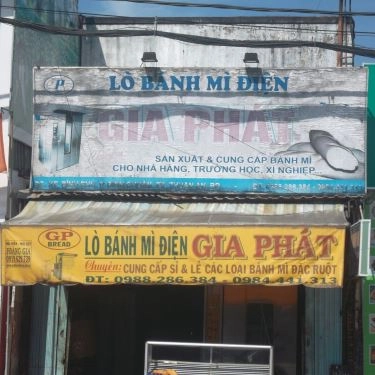 P
LÒ BÁNH MÌ ĐIỆN
GIA PHÁT
SẢN XUẤT & CUNG CẤP BÁNH MÌ
CHO NHÀ HÀNG, TRƯỜNG HỌC, XÍ NGHIỆP...
GP
BREAD
LÒ BÁNH MÌ ĐIỆN GIA PHÁT
Chuyên: CUNG CẤP SỈ & LẺ CÁC LOẠI BÁNH MÌ ĐẶC RUỘT
ĐT: 0988.286.384 - 0984.441.313